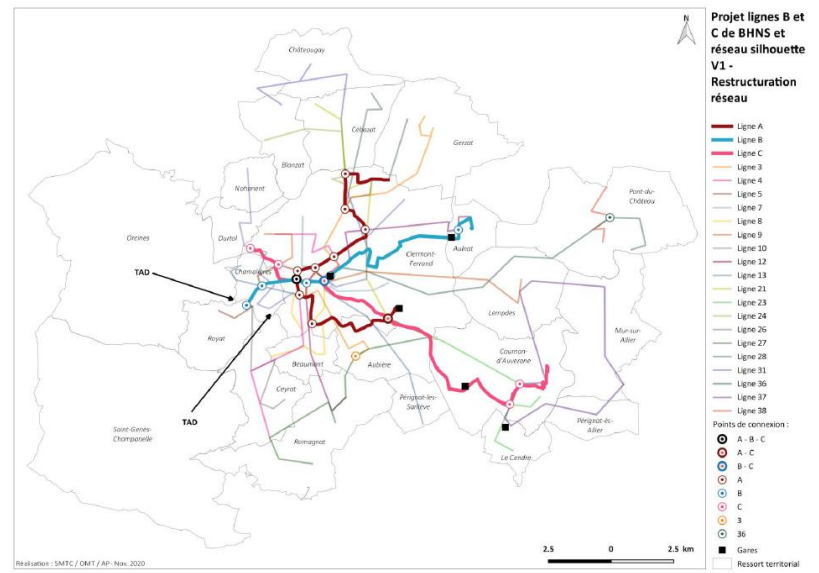 Projet lignes B et
C de BHNS et
réseau silhouette
V1 -
Restructuration
réseau
N
Châteaugay
Cébazat
Gerzat
Blanzat
Nohanent
Pont-du-
Château
Orcines
Durtol
Aulnat
Clermont-
Ferrand
TAD
Chamalières
Lempdes
Royat
Mur-sur-
Allier
Cournon-
d'Auvergne
Beaumont
Aubière
Ceyrat
Pérignat-lès-
Sarliève
TAD
Saint-Genès-
Champanelle
Pérignat-ès-
Allier
Romagnat
Le Cendre
Ligne A
Ligne B
Ligne C
Ligne 3
Ligne 4
Ligne 5
Ligne 7
Ligne 8
Ligne 9
Ligne 10
Ligne 12
Ligne 13
Ligne 21
Ligne 23
Ligne 24
Ligne 26
Ligne 27
Ligne 28
Ligne 31
Ligne 36
Ligne 37
Ligne 38
Points de connexion :
A - B - C
A - C
B - C
A
B
C
3
36
Gares
Ressort territorial
2.5 0 2.5 km
Réalisation : SMTC / OMT / AP- Nov. 2020